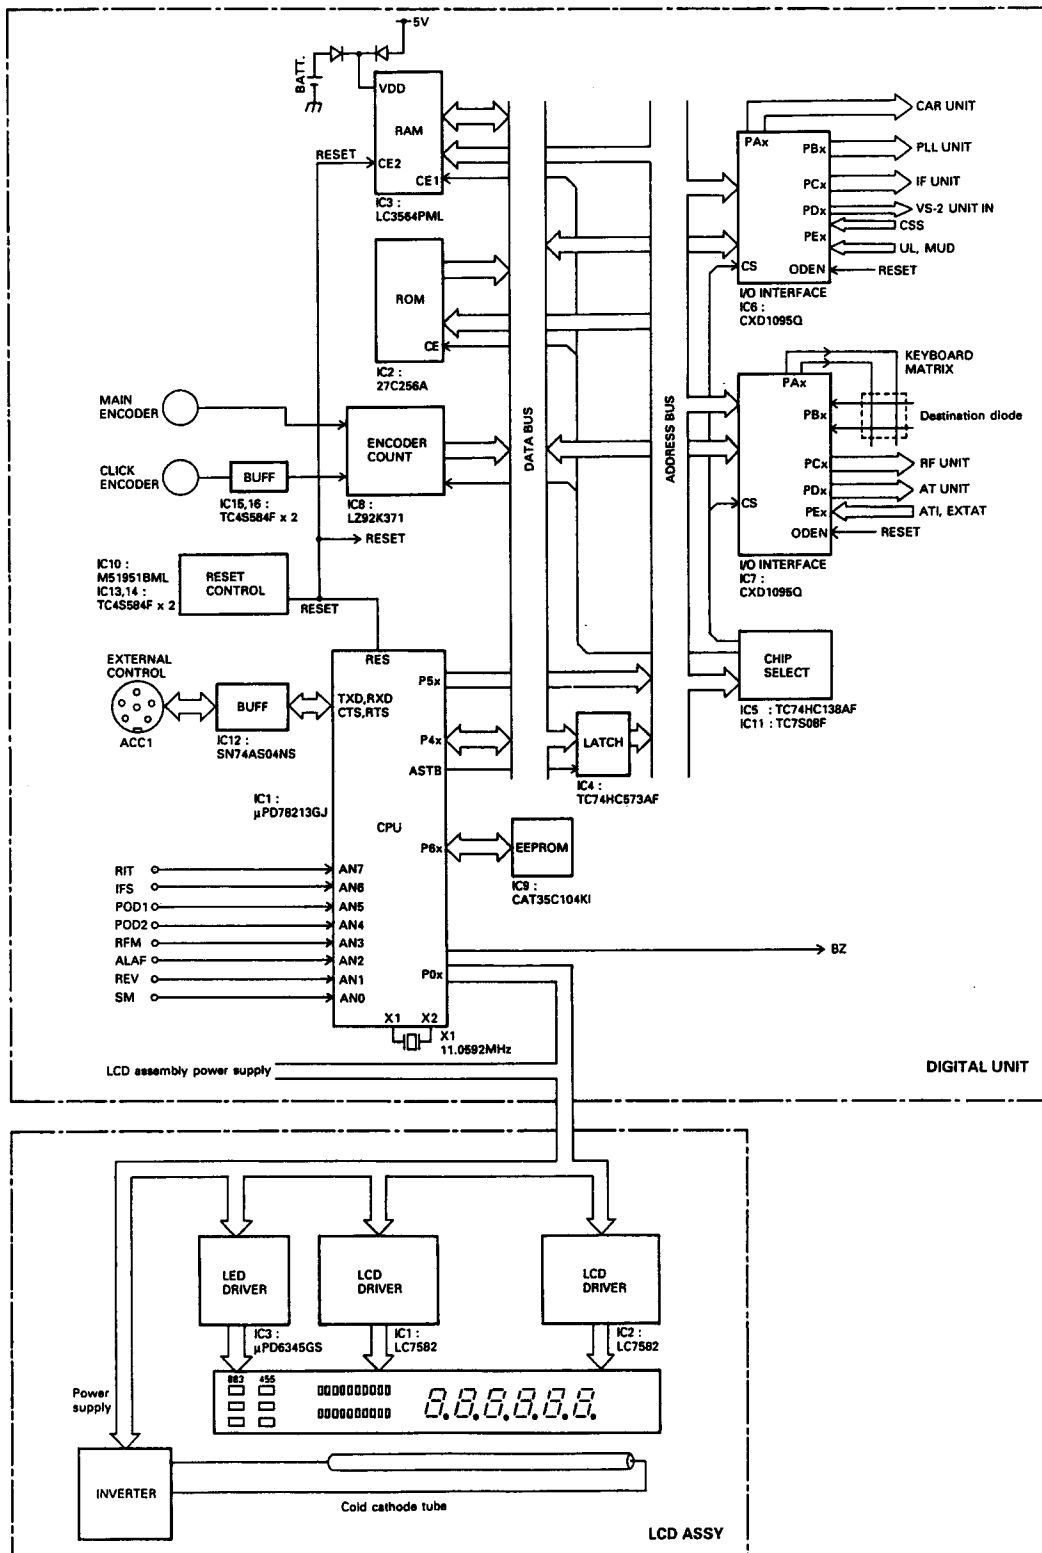 5V
BATT.
VDD
RAM
RESET
CE2
CE1
IC3 :
LC3564PML
ROM
CE
IC2 :
27C256A
MAIN
ENCODER
CLICK
ENCODER
BUFF
IC15,16 :
TC4S584F x 2
ENCODER
COUNT
IC8 :
LZ92K371
RESET
IC10 :
M51951BML
IC13,14 :
TC4S584F x 2
RESET
CONTROL
RESET
DATA BUS
ADDRESS BUS
PAx
PBx
PCx
PDx
PEx
CS
ODEN
CAR UNIT
PLL UNIT
IF UNIT
VS-2 UNIT IN
CSS
UL, MUD
RESET
I/O INTERFACE
IC6 :
CXD1095Q
PAx
PBx
PCx
PDx
PEx
CS
ODEN
KEYBOARD
MATRIX
Destination diode
RF UNIT
AT UNIT
ATI, EXTAT
RESET
I/O INTERFACE
IC7 :
CXD1095Q
CHIP
SELECT
IC5 : TC74HC138AF
IC11 : TC7S08F
EXTERNAL
CONTROL
ACC1
BUFF
IC12 :
SN74AS04NS
RES
TXD,RXD
CTS,RTS
P5x
P4x
ASTB
LATCH
IC4 :
TC74HC573AF
IC1 :
µPD78213GJ
CPU
P6x
EEPROM
IC9 :
CAT35C104KI
RIT
IFS
POD1
POD2
RFM
ALAF
REV
SM
AN7
AN6
AN5
AN4
AN3
AN2
AN1
AN0
P0x
BZ
X1
X2
X1
11.0592MHz
LCD assembly power supply
DIGITAL UNIT
LED
DRIVER
IC3 :
µPD6345GS
LCD
DRIVER
IC1 :
LC7582
LCD
DRIVER
IC2 :
LC7582
883
455
8.8.8.8.8.8.
Power
supply
INVERTER
Cold cathode tube
LCD ASSY